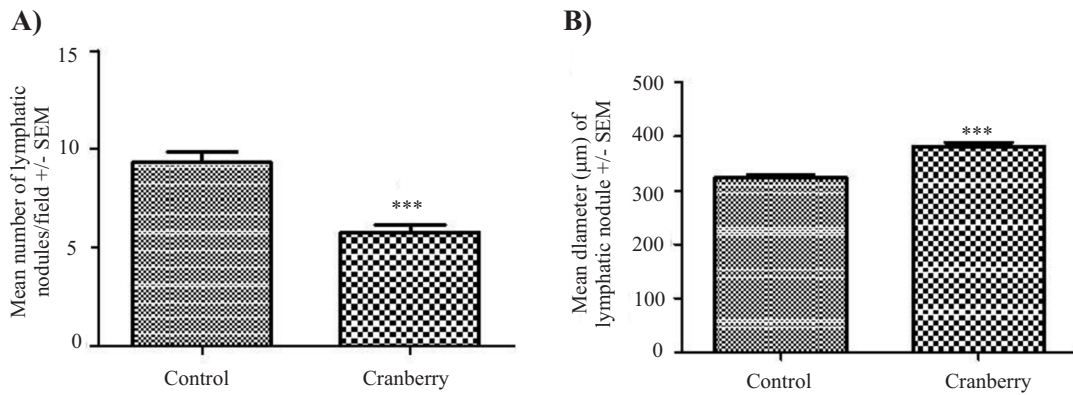 A)
Mean number of lymphatic
nodules/field +/- SEM
15
10
5
0
***
Control
Cranberry
B)
Mean diameter (µm) of
lymphatic nodule +/- SEM
500
400
300
200
100
0
***
Control
Cranberry